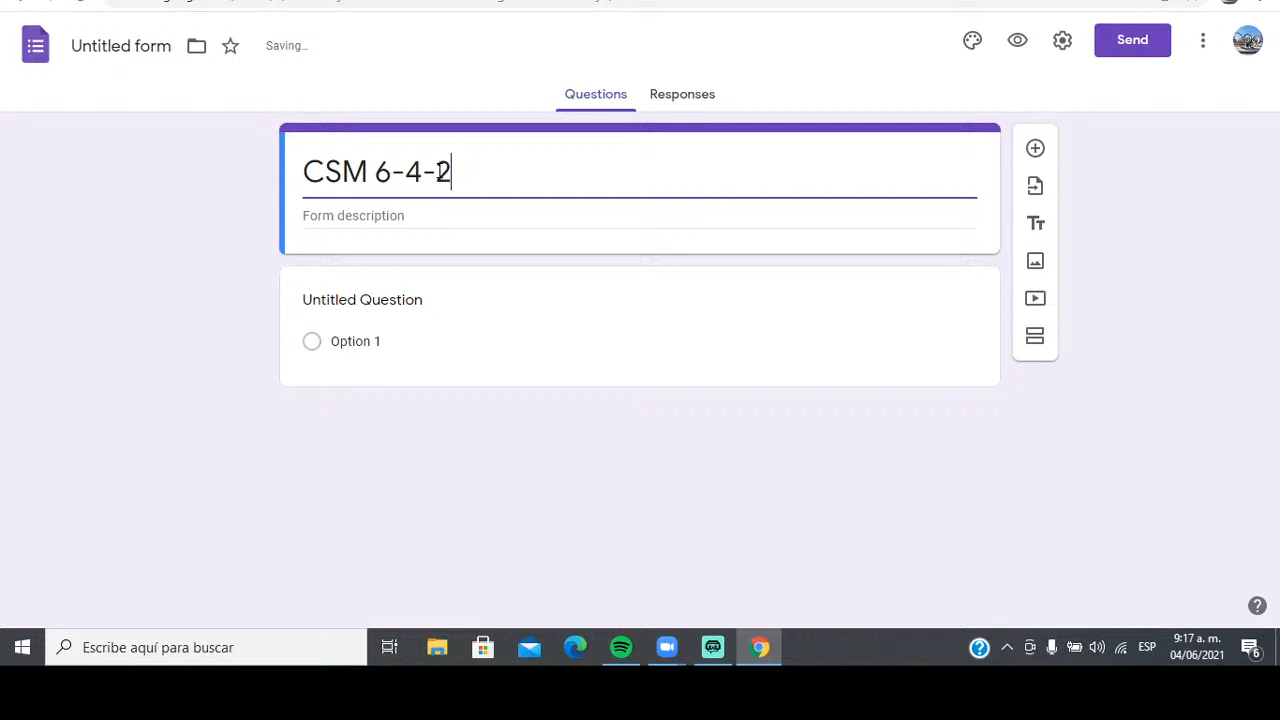 Untitled form
Saving...
Send
Questions
Responses
CSM 6-4-2
Form description
Untitled Question
Option 1
Escribe aquí para buscar
ESP
9:17 a. m.
04/06/2021
6